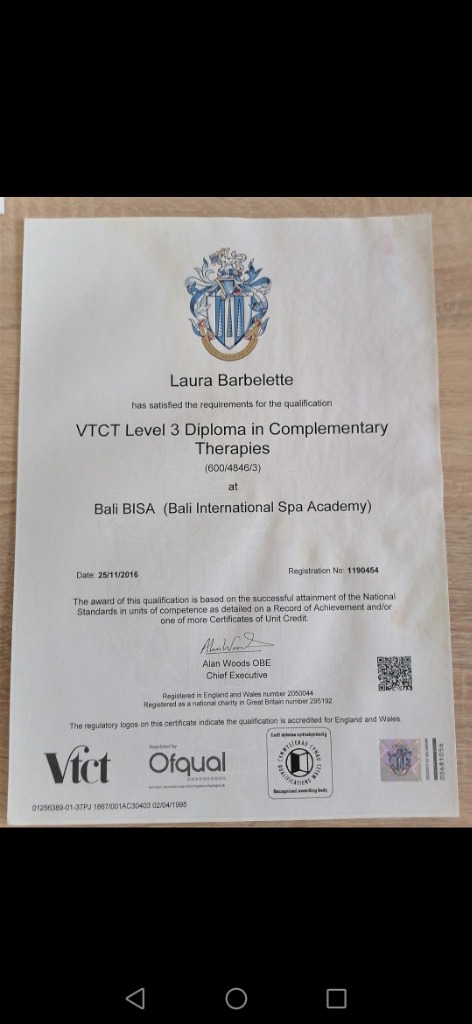 Laura Barbelette
has satisfied the requirements for the qualification
VTCT Level 3 Diploma in Complementary
Therapies
(600/4846/3)
at
Bali BISA (Bali International Spa Academy)
Date: 25/11/2016
Registration No: 1190454
The award of this qualification is based on the successful attainment of the National
Standards in units of competence as detailed on a Record of Achievement and/or
one of more Certificates of Unit Credit.
Alan Woods OBE
Chief Executive
Registered in England and Wales number 2050044
Registered as a national charity in Great Britain number 295192
The regulatory logos on this certificate indicate the qualification is accredited for England and Wales.
Vtct
Regulated by
Ofqual
CYMWYSTERAU CYMRU
QUALIFICATIONS WALES
Recognised awarding body
00681056
01256389-01-37PJ 1867/001AC30403 02/04/1995